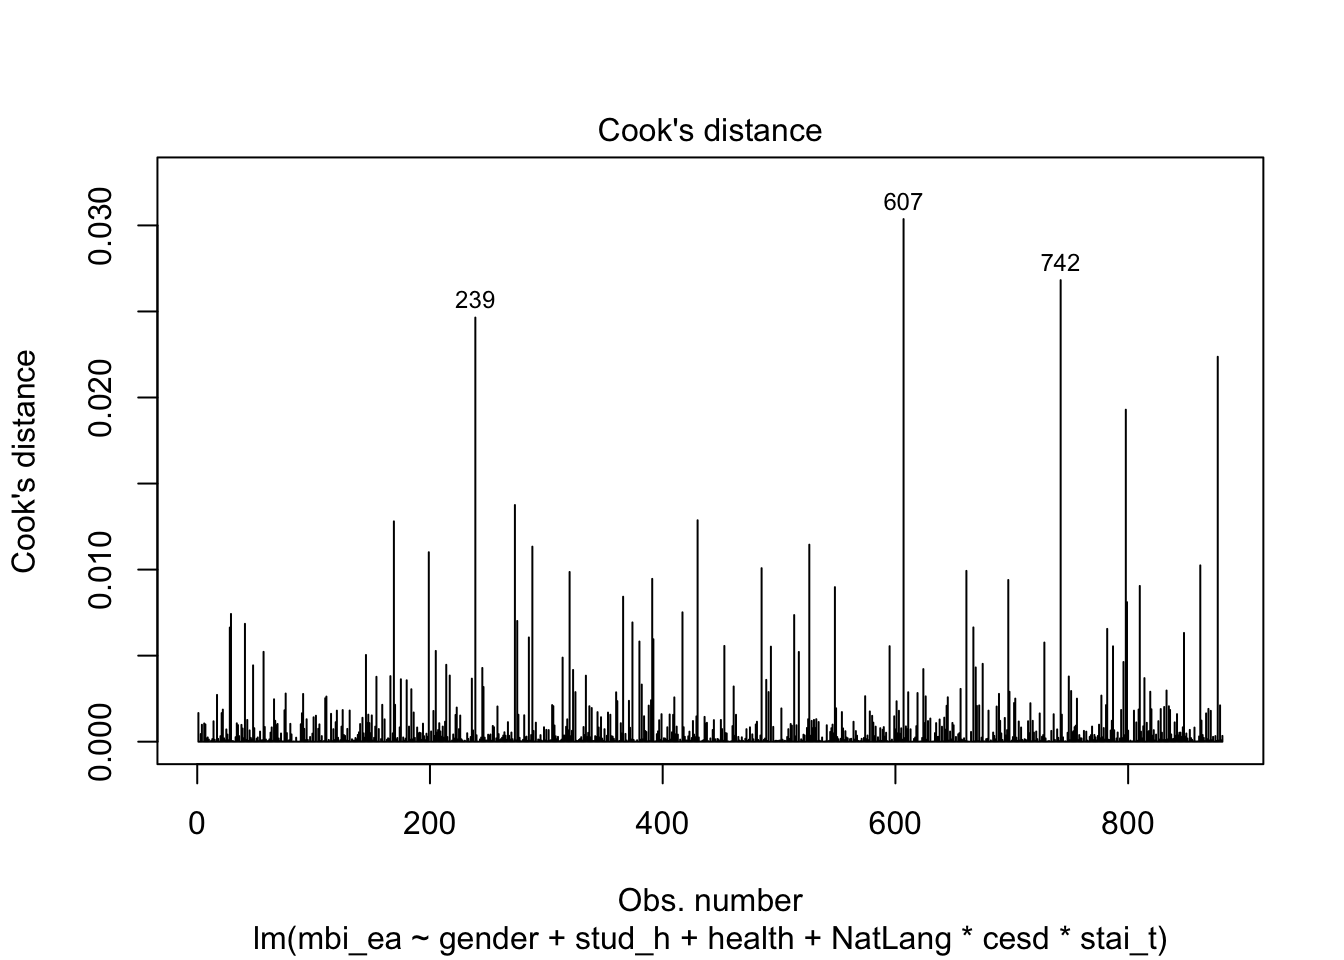 Cook's distance
607
742
239
Cook's distance
0.030
0.020
0.010
0.000
0 200 400 600 800
Obs. number
lm(mbi_ea ~ gender + stud_h + health + NatLang * cesd * stai_t)